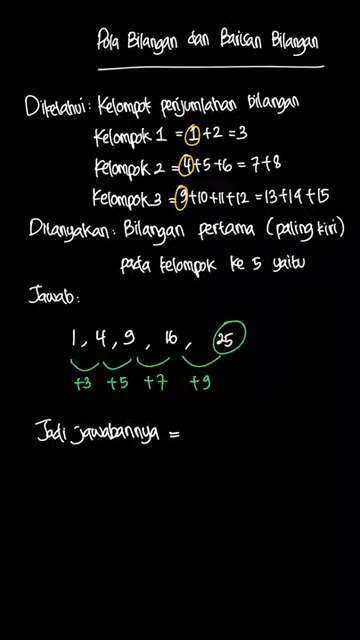 Pola Bilangan dan Barisan Bilangan
Diketahui : Kelompok penjumlahan bilangan
Kelompok 1 = 1+2 = 3
Kelompok 2 = 4+5+6 = 7+8
Kelompok 3 = 9+10+11+12 = 13+14+15
Ditanyakan : Bilangan pertama (paling kiri)
pada kelompok ke 5 yaitu
Jawab :
1 , 4 , 9 , 16 , 25
+3 +5 +7 +9
Jadi jawabannya =